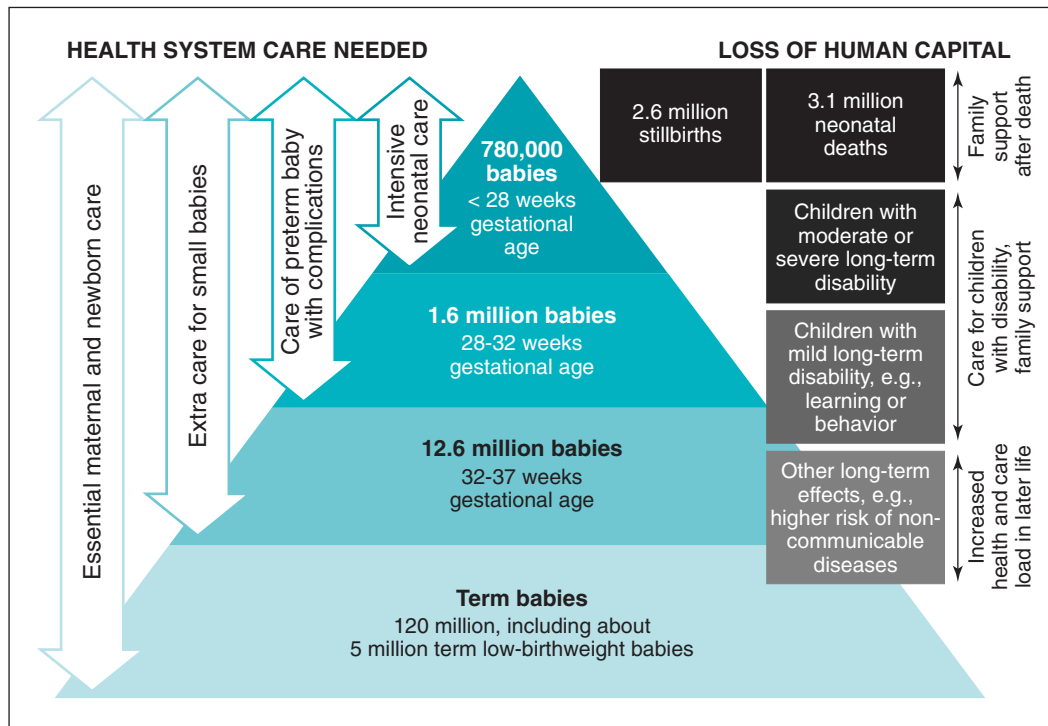 HEALTH SYSTEM CARE NEEDED
Essential maternal and newborn care
Extra care for small babies
Care of preterm baby
with complications
Intensive
neonatal care
780,000
babies
< 28 weeks
gestational
age
1.6 million babies
28-32 weeks
gestational age
12.6 million babies
32-37 weeks
gestational age
Term babies
120 million, including about
5 million term low-birthweight babies
LOSS OF HUMAN CAPITAL
2.6 million
stillbirths
3.1 million
neonatal
deaths
Family
support
after death
Children with
moderate or
severe long-term
disability
Children with
mild long-term
disability, e.g.,
learning or
behavior
Care for children
with disability,
family support
Other long-term
effects, e.g.,
higher risk of non-
communicable
diseases
Increased
health and care
load in later life